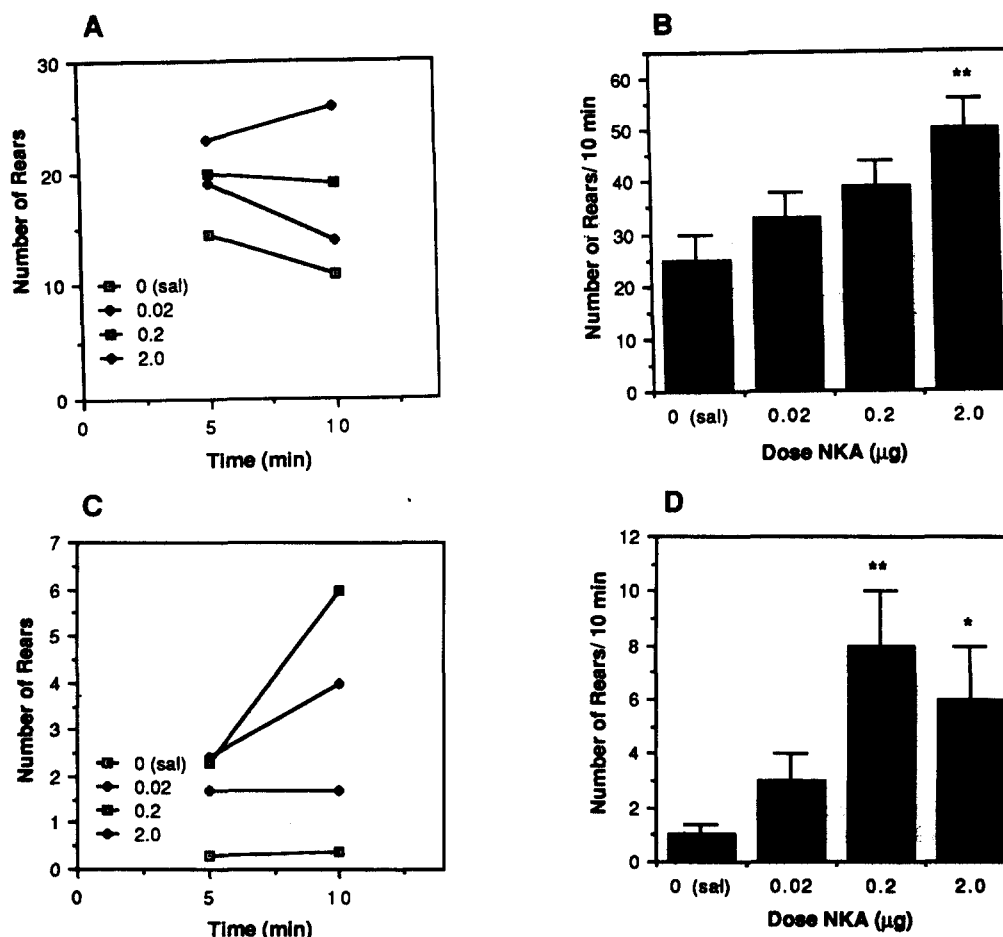 A
Number of Rears
30
20
10
0
0 (sal)
0.02
0.2
2.0
0
5
10
Time (min)
B
Number of Rears/ 10 min
60
50
40
30
20
10
0
**
0 (sal)
0.02
0.2
2.0
Dose NKA (µg)
C
Number of Rears
7
6
5
4
3
2
1
0
0 (sal)
0.02
0.2
2.0
0
5
10
Time (min)
D
Number of Rears/ 10 min
12
10
8
6
4
2
0
**
*
0 (sal)
0.02
0.2
2.0
Dose NKA (µg)